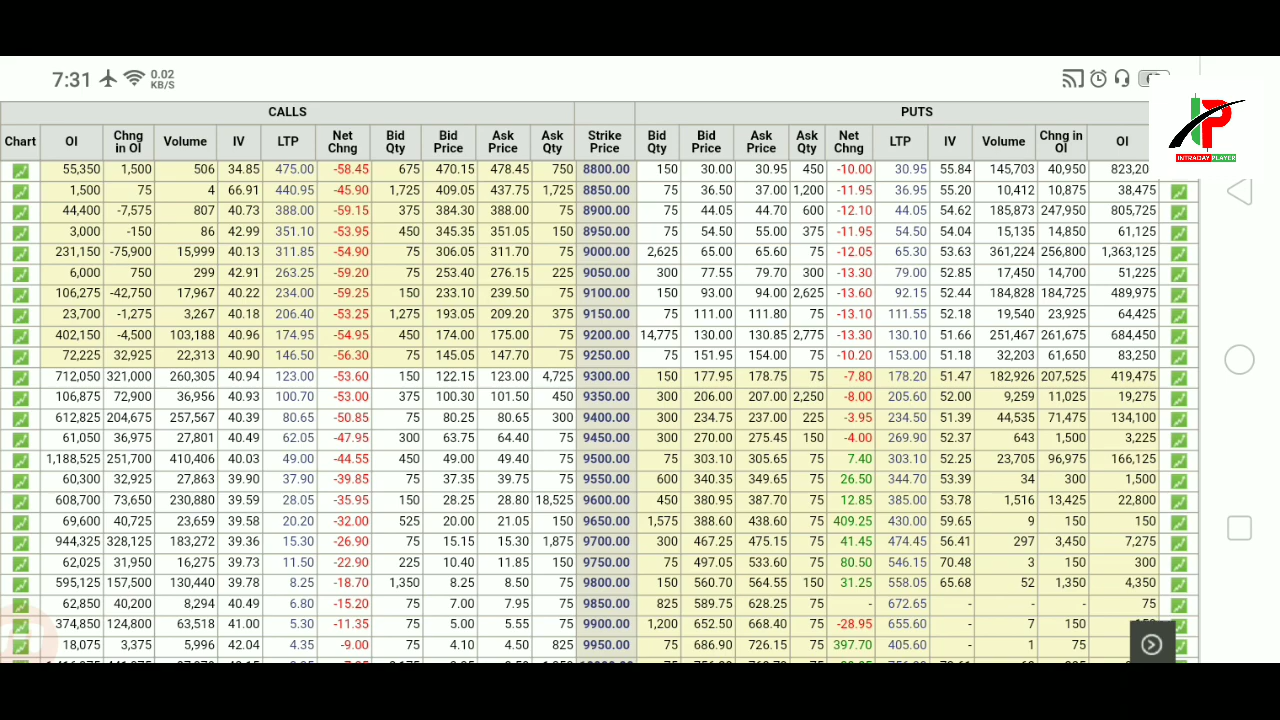 7:31 0.02
KB/S
IP
INTRADAY PLAYER
CALLS PUTS
Chart OI Chng in OI Volume IV LTP Net Chng Bid Qty Bid Price Ask Price Ask Qty Strike Price Bid Qty Bid Price Ask Price Ask Qty Net Chng LTP IV Volume Chng in OI OI
55,350 1,500 506 34.85 475.00 -58.45 675 470.15 478.45 750 8800.00 150 30.00 30.95 450 -10.00 30.95 55.84 145,703 40,950 823,20
1,500 75 4 66.91 440.95 -45.90 1,725 409.05 437.75 1,725 8850.00 75 36.50 37.00 1,200 -11.95 36.95 55.20 10,412 10,875 38,475
44,400 -7,575 807 40.73 388.00 -59.15 375 384.30 388.00 75 8900.00 75 44.05 44.70 600 -12.10 44.05 54.62 185,873 247,950 805,725
3,000 -150 86 42.99 351.10 -53.95 450 345.35 351.05 150 8950.00 75 54.50 55.00 375 -11.95 54.50 54.04 15,135 14,850 61,125
231,150 -75,900 15,999 40.13 311.85 -54.90 75 306.05 311.70 75 9000.00 2,625 65.00 65.60 75 -12.05 65.30 53.63 361,224 256,800 1,363,125
6,000 750 299 42.91 263.25 -59.20 75 253.40 276.15 225 9050.00 300 77.55 79.70 300 -13.30 79.00 52.85 17,450 14,700 51,225
106,275 -42,750 17,967 40.22 234.00 -59.25 150 233.10 239.50 75 9100.00 150 93.00 94.00 2,625 -13.60 92.15 52.44 184,828 184,725 489,975
23,700 -1,275 3,267 40.18 206.40 -53.25 1,275 193.05 209.20 375 9150.00 75 111.00 111.80 75 -13.10 111.55 52.18 19,540 23,925 64,425
402,150 -4,500 103,188 40.96 174.95 -54.95 450 174.00 175.00 75 9200.00 14,775 130.00 130.85 2,775 -13.30 130.10 51.66 251,467 261,675 684,450
72,225 32,925 22,313 40.90 146.50 -56.30 75 145.05 147.70 75 9250.00 75 151.95 154.00 75 -10.20 153.00 51.18 32,203 61,650 83,250
712,050 321,000 260,305 40.94 123.00 -53.60 150 122.15 123.00 4,725 9300.00 150 177.95 178.75 75 -7.80 178.20 51.47 182,926 207,525 419,475
106,875 72,900 36,956 40.93 100.70 -53.00 375 100.30 101.50 450 9350.00 300 206.00 207.00 2,250 -8.00 205.60 52.00 9,259 11,025 19,275
612,825 204,675 257,567 40.39 80.65 -50.85 75 80.25 80.65 300 9400.00 300 234.75 237.00 225 -3.95 234.50 51.39 44,535 71,475 134,100
61,050 36,975 27,801 40.49 62.05 -47.95 300 63.75 64.40 75 9450.00 300 270.00 275.45 150 -4.00 269.90 52.37 643 1,500 3,225
1,188,525 251,700 410,406 40.03 49.00 -44.55 450 49.00 49.40 75 9500.00 75 303.10 305.65 75 7.40 303.10 52.25 23,705 96,975 166,125
60,300 32,925 27,863 39.90 37.90 -39.85 75 37.35 39.75 75 9550.00 600 340.35 349.65 75 26.50 344.70 53.39 34 300 1,500
608,700 73,650 230,880 39.59 28.05 -35.95 150 28.25 28.80 18,525 9600.00 450 380.95 387.70 75 12.85 385.00 53.78 1,516 13,425 22,800
69,600 40,725 23,659 39.58 20.20 -32.00 525 20.00 21.05 150 9650.00 1,575 388.60 438.60 75 409.25 430.00 59.65 9 150 150
944,325 328,125 183,272 39.36 15.30 -26.90 75 15.15 15.30 1,875 9700.00 300 467.25 475.15 75 41.45 474.45 56.41 297 3,450 7,275
62,025 31,950 16,275 39.73 11.50 -22.90 225 10.40 11.85 150 9750.00 75 497.05 533.60 75 80.50 546.15 70.48 3 150 300
595,125 157,500 130,440 39.78 8.25 -18.70 1,350 8.25 8.50 75 9800.00 150 560.70 564.55 150 31.25 558.05 65.68 52 1,350 4,350
62,850 40,200 8,294 40.49 6.80 -15.20 75 7.00 7.95 75 9850.00 825 589.75 628.25 75 - 672.65 - - - 75
374,850 124,800 63,518 41.00 5.30 -11.35 75 5.00 5.55 75 9900.00 1,200 652.50 668.40 75 -28.95 655.60 - 7 150
18,075 3,375 5,996 42.04 4.35 -9.00 75 4.10 4.50 825 9950.00 75 686.90 726.15 75 397.70 405.60 - 1 75